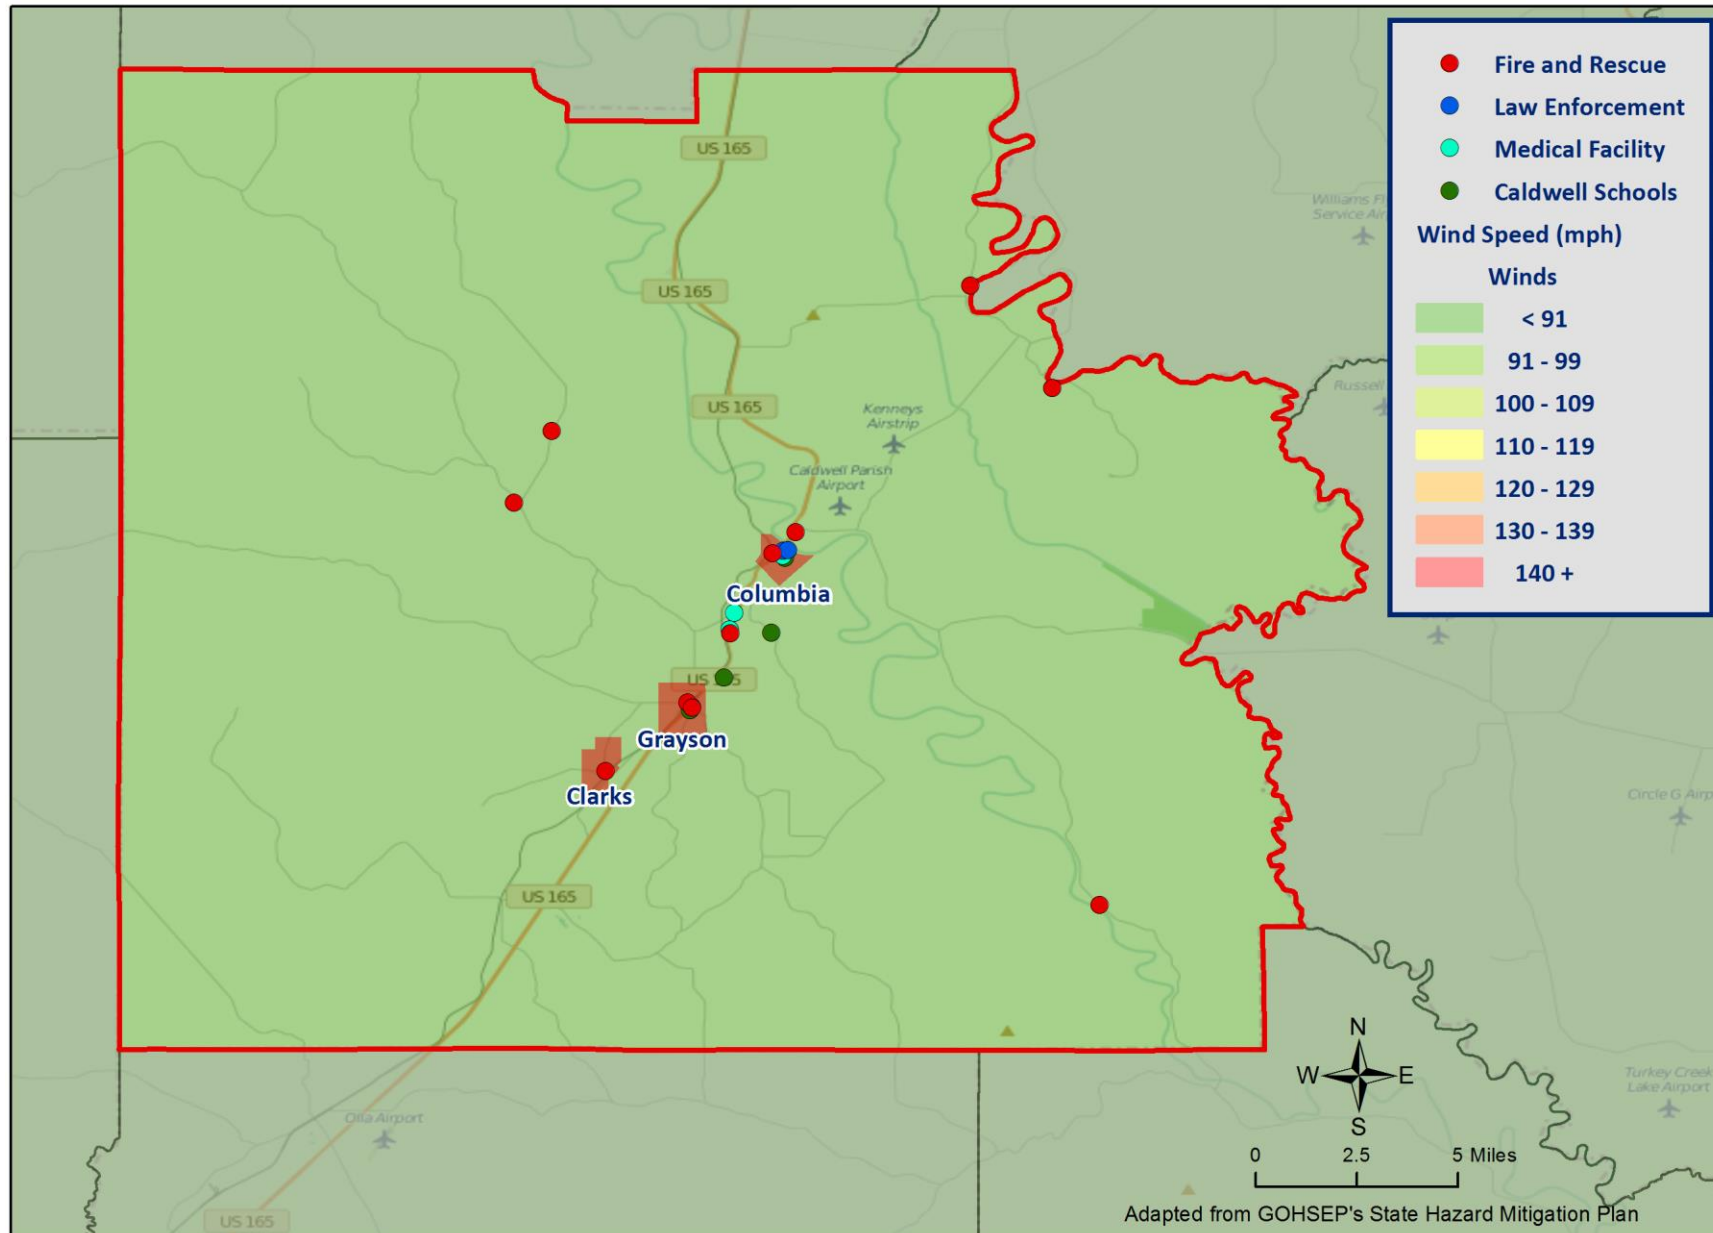 Fire and Rescue
Law Enforcement
Medical Facility
Caldwell Schools
Wind Speed (mph)
Winds
< 91
91 - 99
100 - 109
110 - 119
120 - 129
130 - 139
140 +
US 165
US 165
US 165
Kenneys
Airstrip
Caldwell Parish
Airport
Williams
Service
Russell
Columbia
Grayson
Clarks
US 165
Circle G
Olla Airport
US 165
Turkey Creek
Lake Airport
N
W
E
S
0 2.5 5 Miles
Adapted from GOHSEP's State Hazard Mitigation Plan